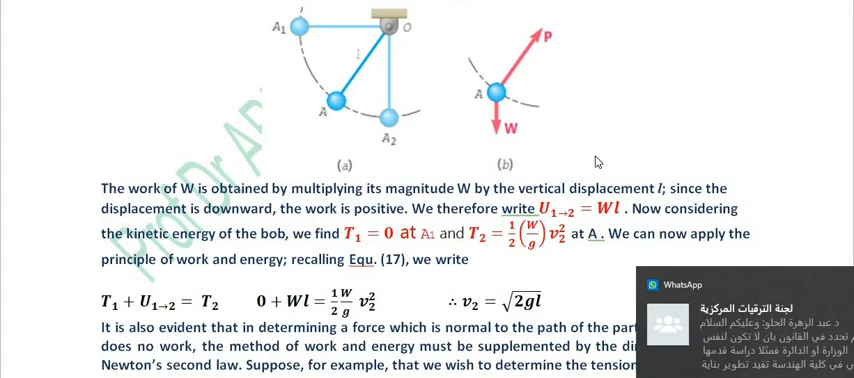 A₁
O
l
A
A₂
P
A
W
(a)
(b)
The work of W is obtained by multiplying its magnitude W by the vertical displacement l; since the
displacement is downward, the work is positive. We therefore write U₁→₂ = Wl . Now considering
the kinetic energy of the bob, we find T₁ = 0 at A₁ and T₂ = 1/2 (W/g) v₂² at A . We can now apply the
principle of work and energy; recalling Equ. (17), we write
T₁ + U₁→₂ = T₂ 0 + Wl = 1/2 W/g v₂² ∴ v₂ = √2gl
It is also evident that in determining a force which is normal to the path of the part
does no work, the method of work and energy must be supplemented by the di
Newton's second law. Suppose, for example, that we wish to determine the tension
Prof Dr
WhatsApp
لجنة الترقيات المركزية
د عبد الزهرة الحلو: وعليكم السلام
تحدد في القانون بان لا تكون لنفس
الوزارة او الدائرة فمثلا دراسة قدمها
في كلية الهندسة تفيد تطوير بناية